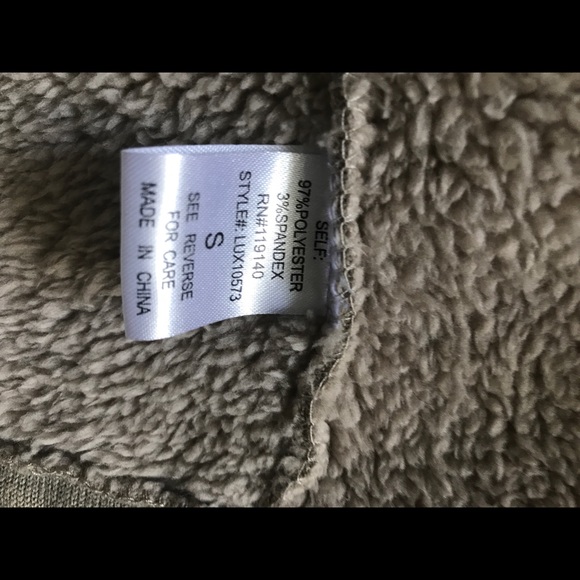 SELF:
97%POLYESTER
3%SPANDEX
RN#119140
STYLE#: LUX10573
S
SEE REVERSE
FOR CARE
MADE IN CHINA